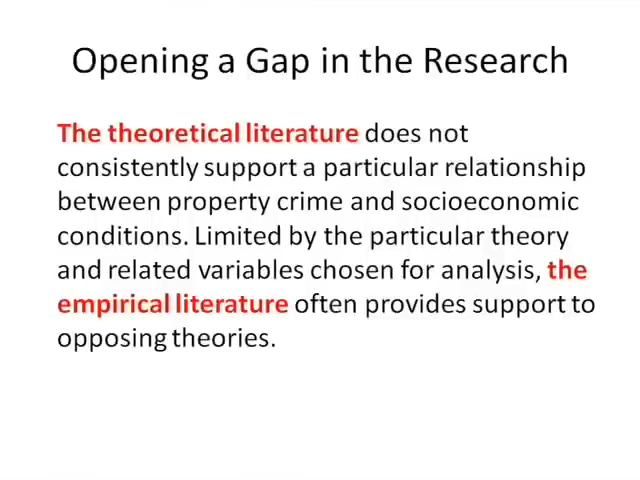 Opening a Gap in the Research
The theoretical literature does not
consistently support a particular relationship
between property crime and socioeconomic
conditions. Limited by the particular theory
and related variables chosen for analysis, the
empirical literature often provides support to
opposing theories.